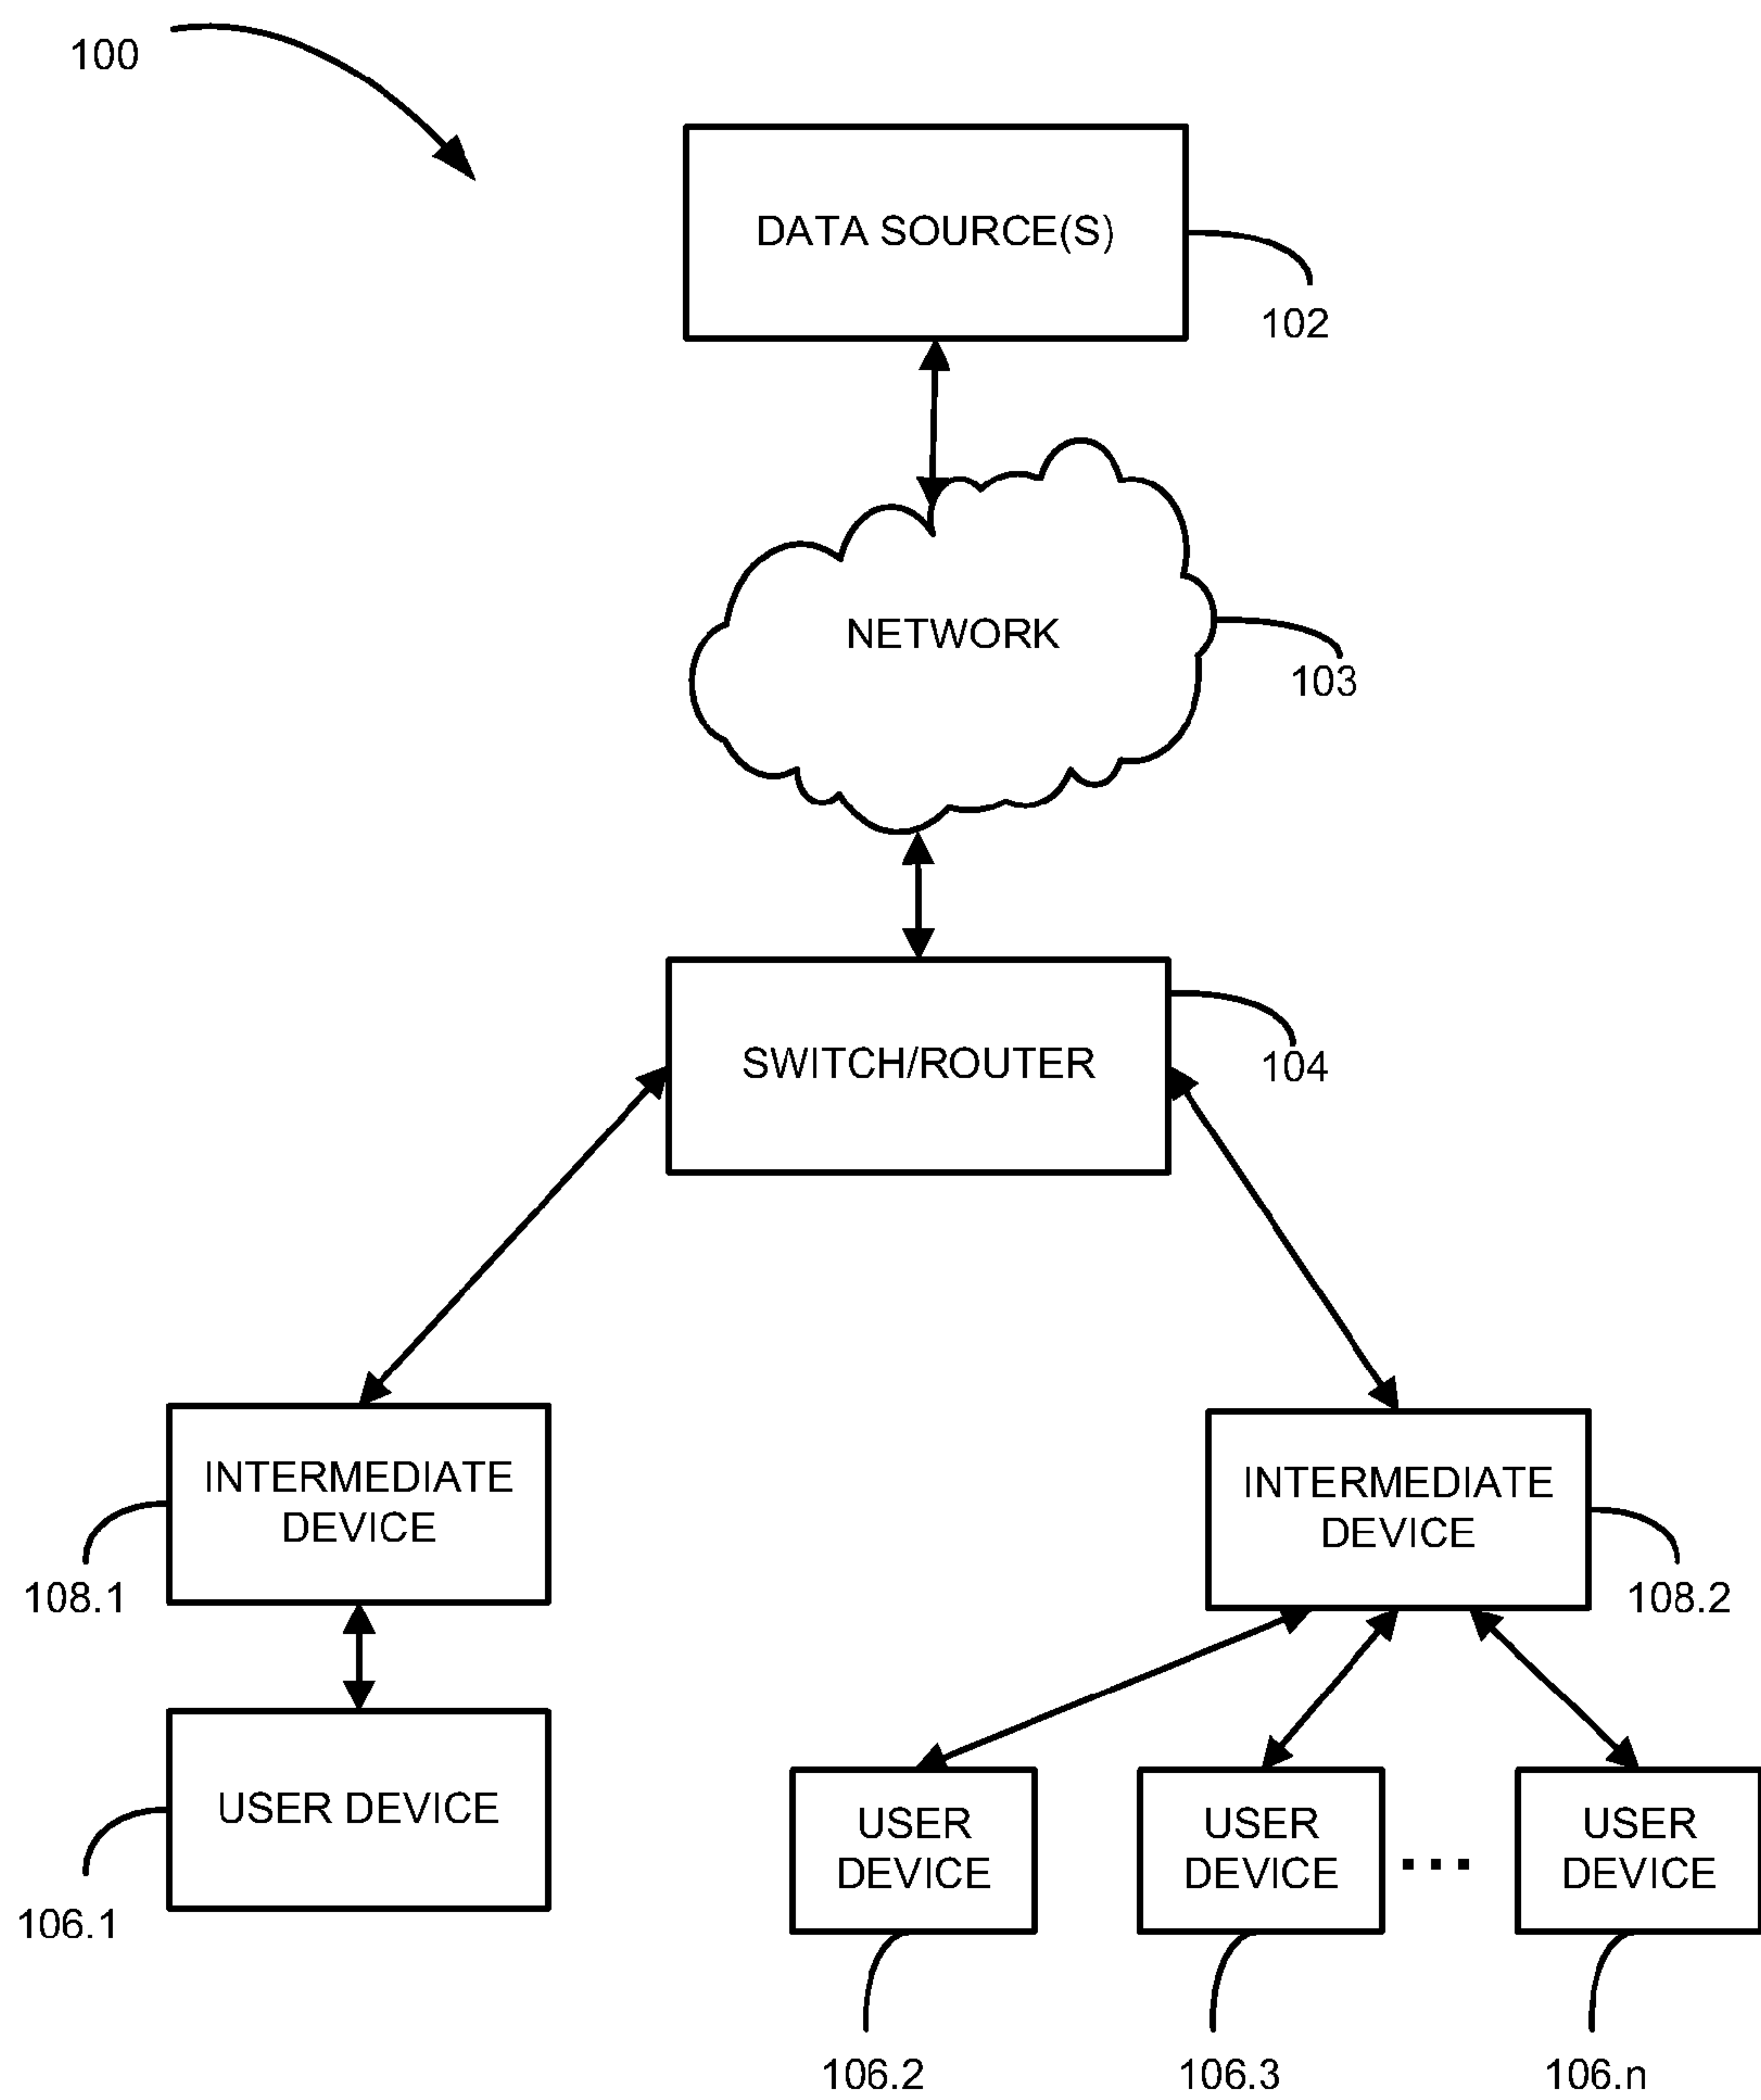 100
DATA SOURCE(S)
102
NETWORK
103
SWITCH/ROUTER
104
INTERMEDIATE
DEVICE
108.1
INTERMEDIATE
DEVICE
108.2
USER DEVICE
106.1
USER
DEVICE
106.2
USER
DEVICE
106.3
...
USER
DEVICE
106.n